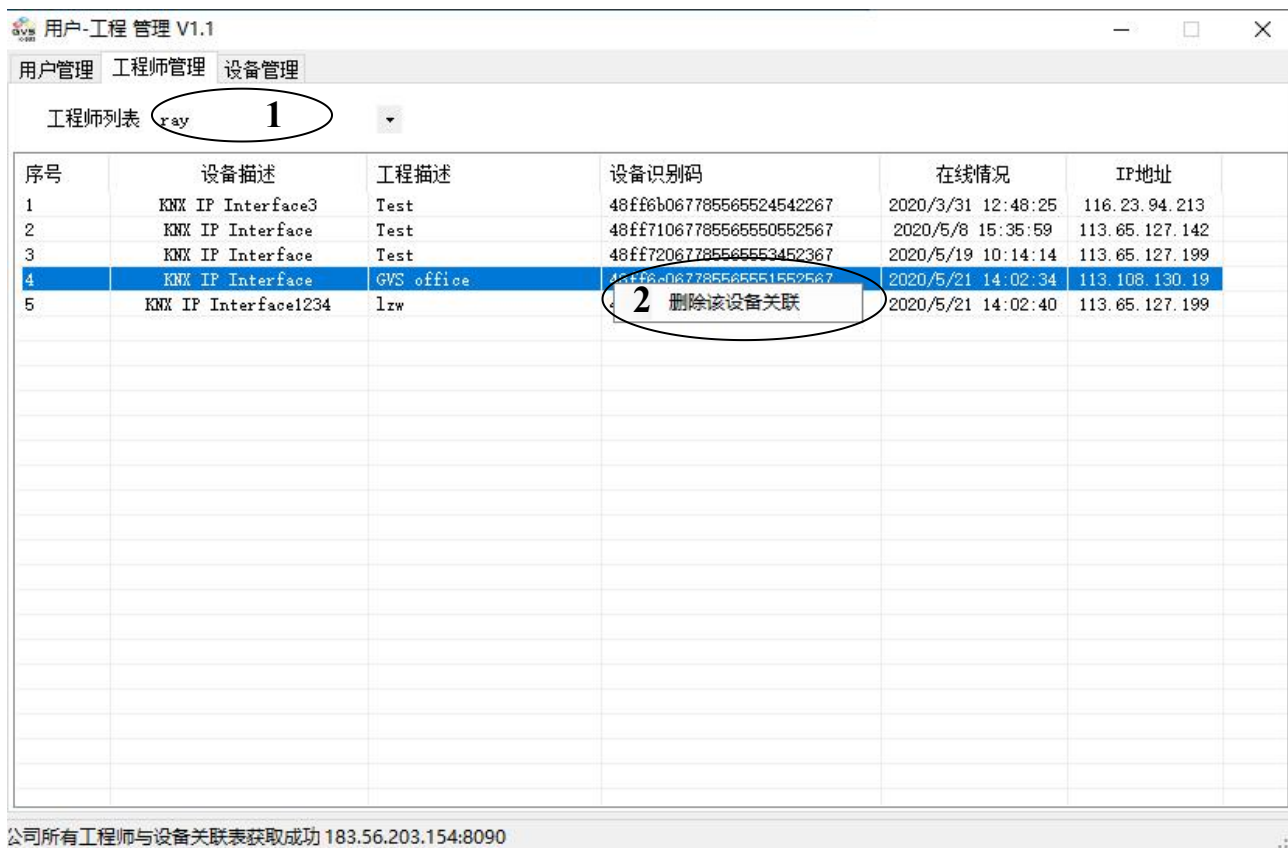 GVS
用户-工程 管理 V1.1
用户管理 工程师管理 设备管理
工程师列表 ray 1
序号 设备描述 工程描述 设备识别码 在线情况 IP地址
1 KNX IP Interface3 Test 48ff6b067785565524542267 2020/3/31 12:48:25 116.23.94.213
2 KNX IP Interface Test 48ff71067785565550552567 2020/5/8 15:35:59 113.65.127.142
3 KNX IP Interface Test 48ff72067785565553452367 2020/5/19 10:14:14 113.65.127.199
4 KNX IP Interface GVS office 48ff6c067785565551552567 2020/5/21 14:02:34 113.108.130.19
5 KNX IP Interface1234 lzw 2020/5/21 14:02:40 113.65.127.199
2 删除该设备关联
公司所有工程师与设备关联表获取成功 183.56.203.154:8090